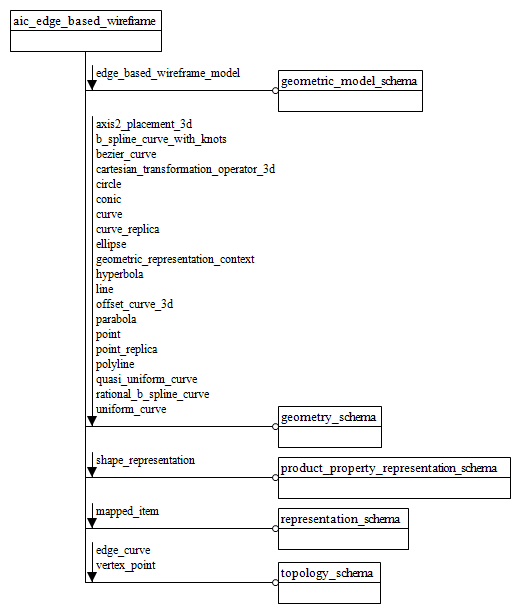 aic_edge_based_wireframe
edge_based_wireframe_model
geometric_model_schema
axis2_placement_3d
b_spline_curve_with_knots
bezier_curve
cartesian_transformation_operator_3d
circle
conic
curve
curve_replica
ellipse
geometric_representation_context
hyperbola
line
offset_curve_3d
parabola
point
point_replica
polyline
quasi_uniform_curve
rational_b_spline_curve
uniform_curve
geometry_schema
shape_representation
product_property_representation_schema
mapped_item
representation_schema
edge_curve
vertex_point
topology_schema